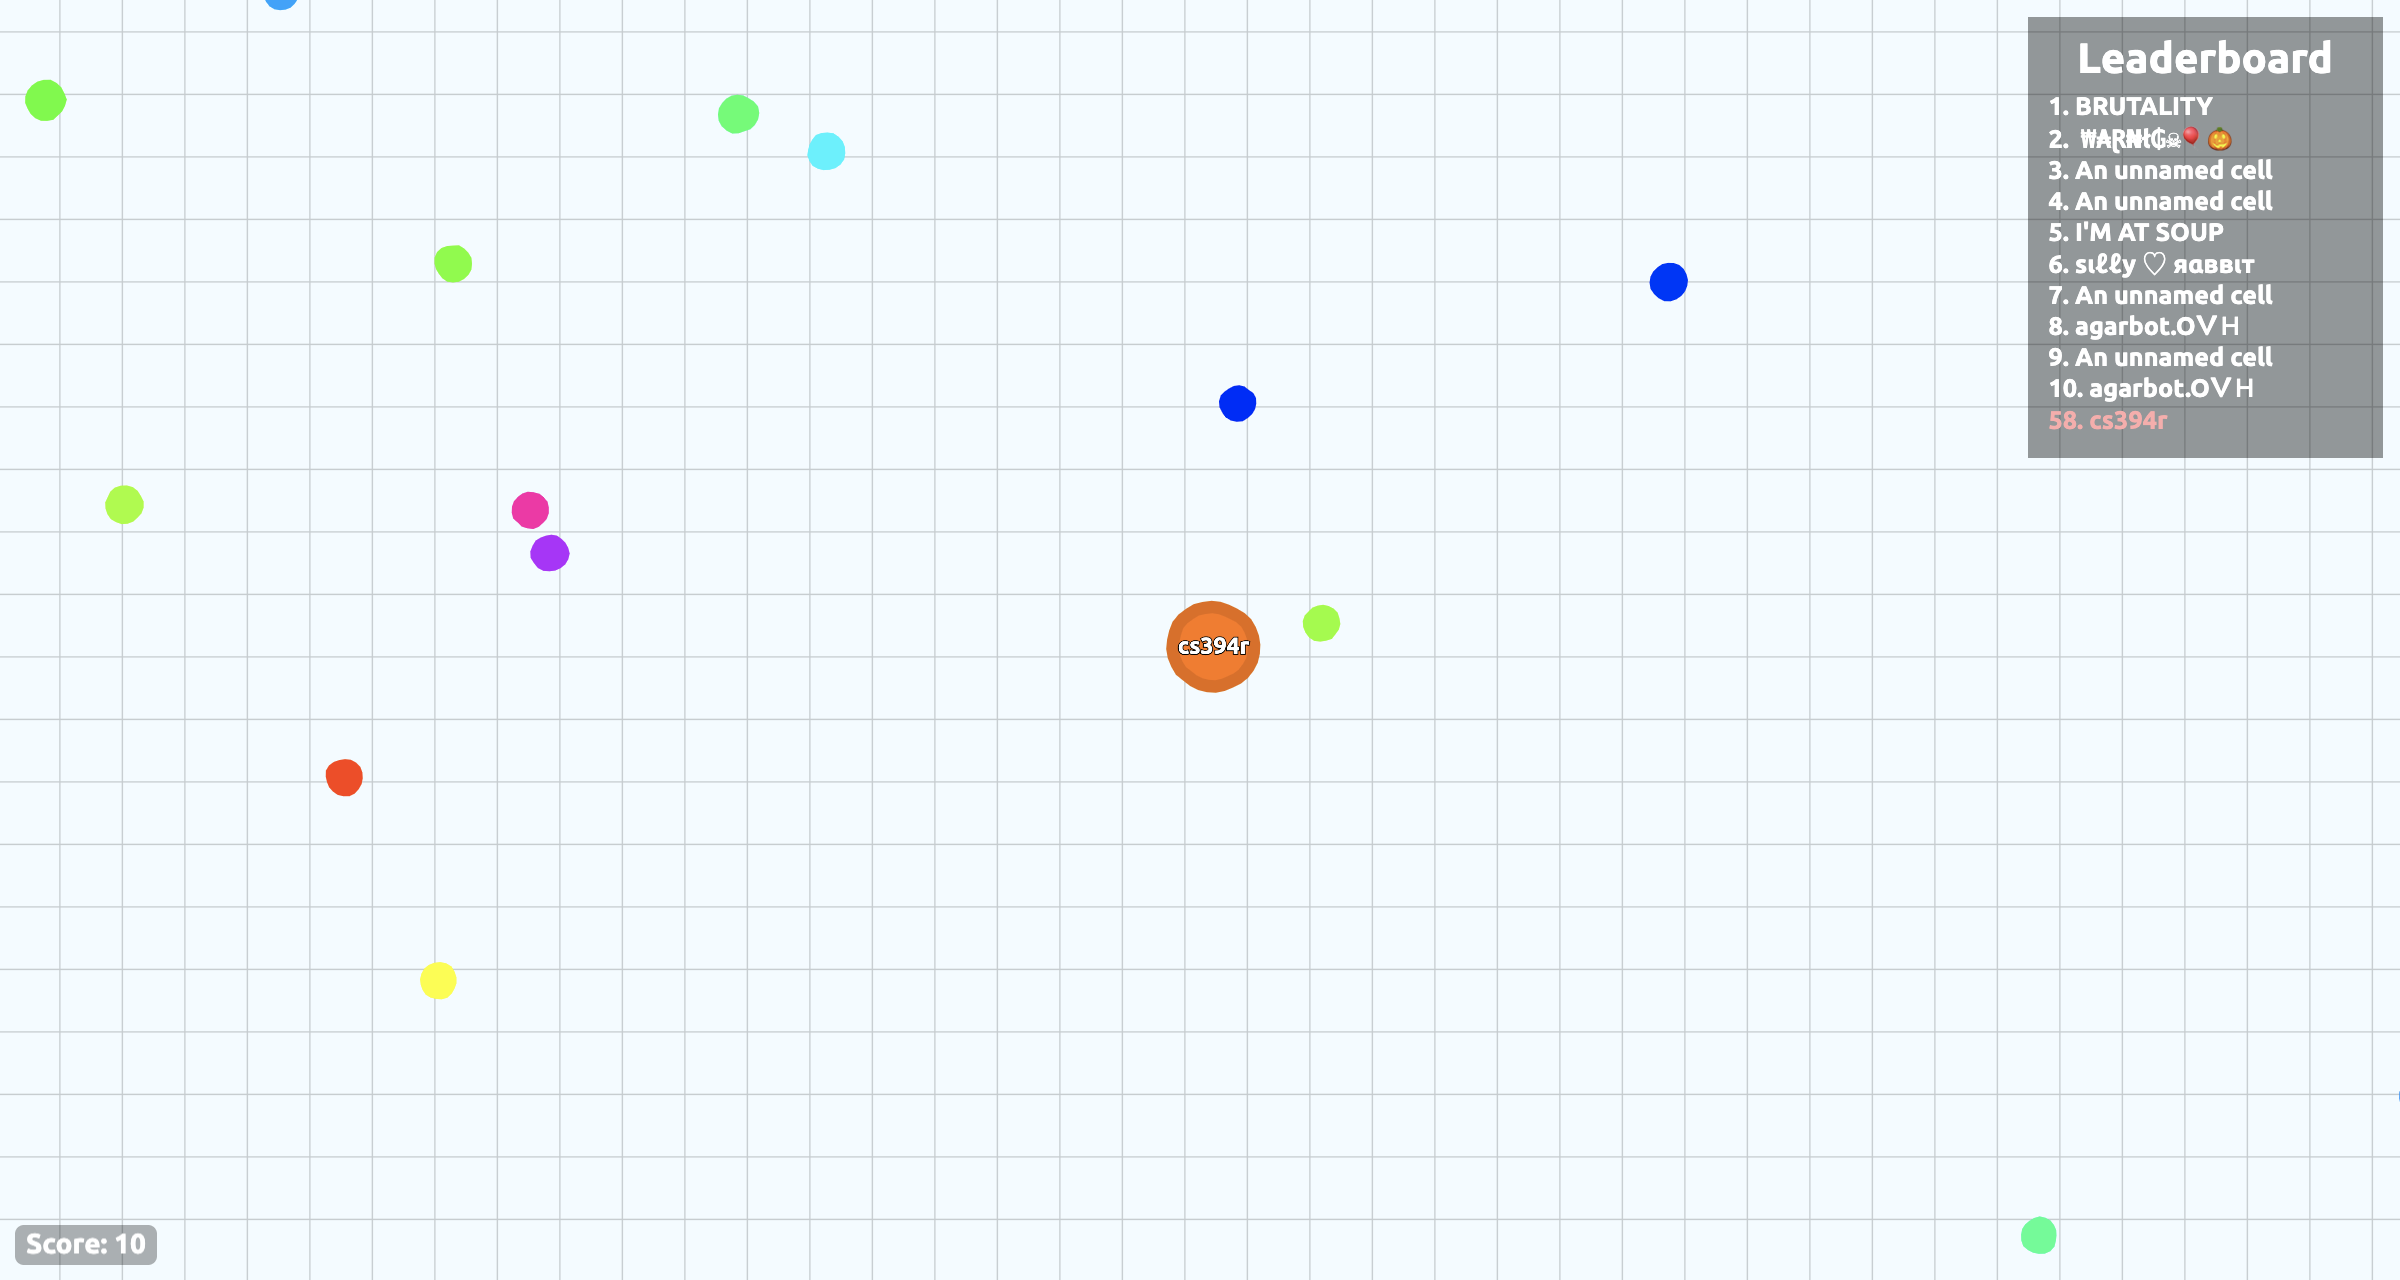 Leaderboard
1. BRUTALITY
2. ₩₳ⱤN₲☠🎈🎃
3. An unnamed cell
4. An unnamed cell
5. I'M AT SOUP
6. sιℓℓy ♡ яαввιт
7. An unnamed cell
8. agarbot.OⅤH
9. An unnamed cell
10. agarbot.OⅤH
58. cs394r
cs394r
Score: 10